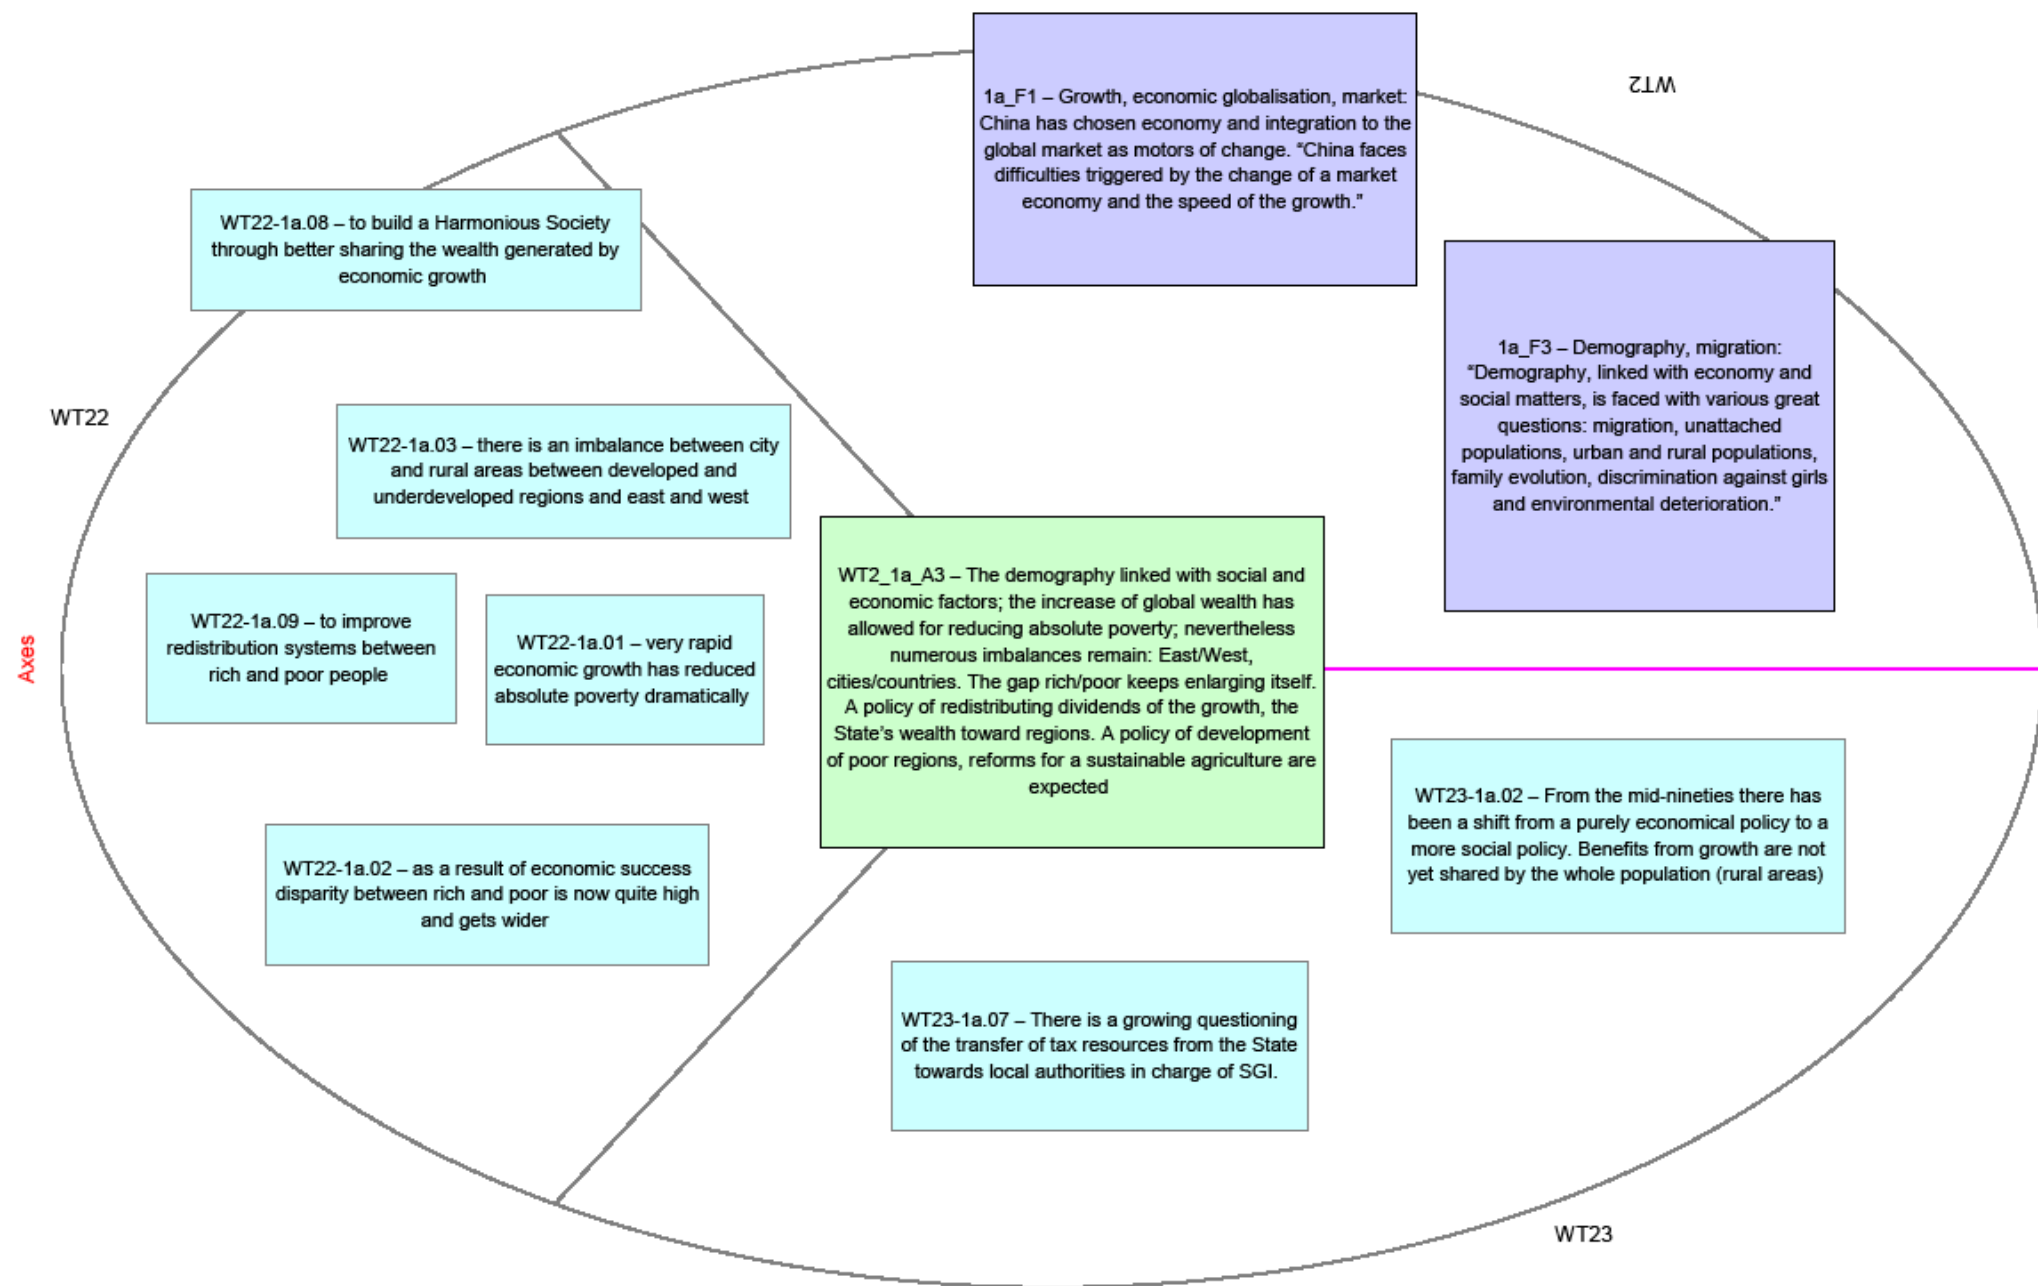 1a_F1 – Growth, economic globalisation, market:
China has chosen economy and integration to the
global market as motors of change. “China faces
difficulties triggered by the change of a market
economy and the speed of the growth.”
WT2
WT22-1a.08 – to build a Harmonious Society
through better sharing the wealth generated by
economic growth
1a_F3 – Demography, migration:
“Demography, linked with economy and
social matters, is faced with various great
questions: migration, unattached
populations, urban and rural populations,
family evolution, discrimination against girls
and environmental deterioration.”
WT22
WT22-1a.03 – there is an imbalance between city
and rural areas between developed and
underdeveloped regions and east and west
WT2_1a_A3 – The demography linked with social and
economic factors; the increase of global wealth has
allowed for reducing absolute poverty; nevertheless
numerous imbalances remain: East/West,
cities/countries. The gap rich/poor keeps enlarging itself.
A policy of redistributing dividends of the growth, the
State’s wealth toward regions. A policy of development
of poor regions, reforms for a sustainable agriculture are
expected
Axes
WT22-1a.09 – to improve
redistribution systems between
rich and poor people
WT22-1a.01 – very rapid
economic growth has reduced
absolute poverty dramatically
WT23-1a.02 – From the mid-nineties there has
been a shift from a purely economical policy to a
more social policy. Benefits from growth are not
yet shared by the whole population (rural areas)
WT22-1a.02 – as a result of economic success
disparity between rich and poor is now quite high
and gets wider
WT23-1a.07 – There is a growing questioning
of the transfer of tax resources from the State
towards local authorities in charge of SGI.
WT23